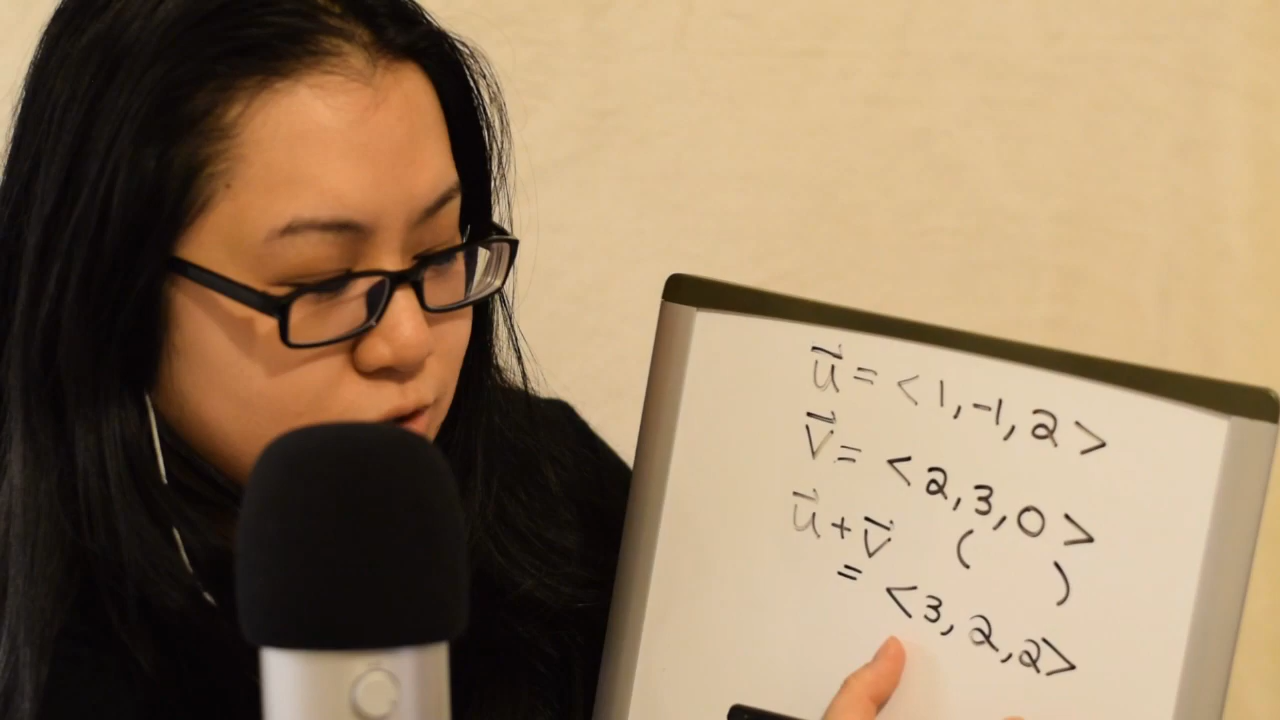 u⃗ = <1, -1, 2>
v⃗ = <2, 3, 0>
u⃗ + v⃗ ( )
= <3, 2, 2>